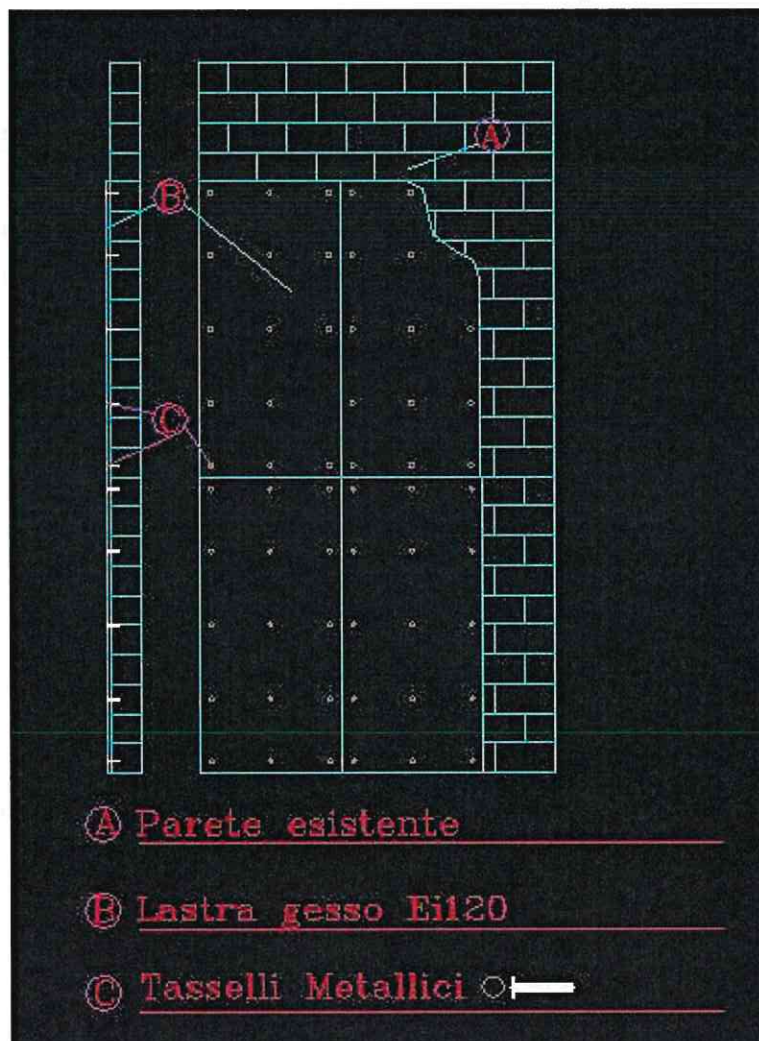 A
B
C
A Parete esistente
B Lastra gesso Ei120
C Tasselli Metallici